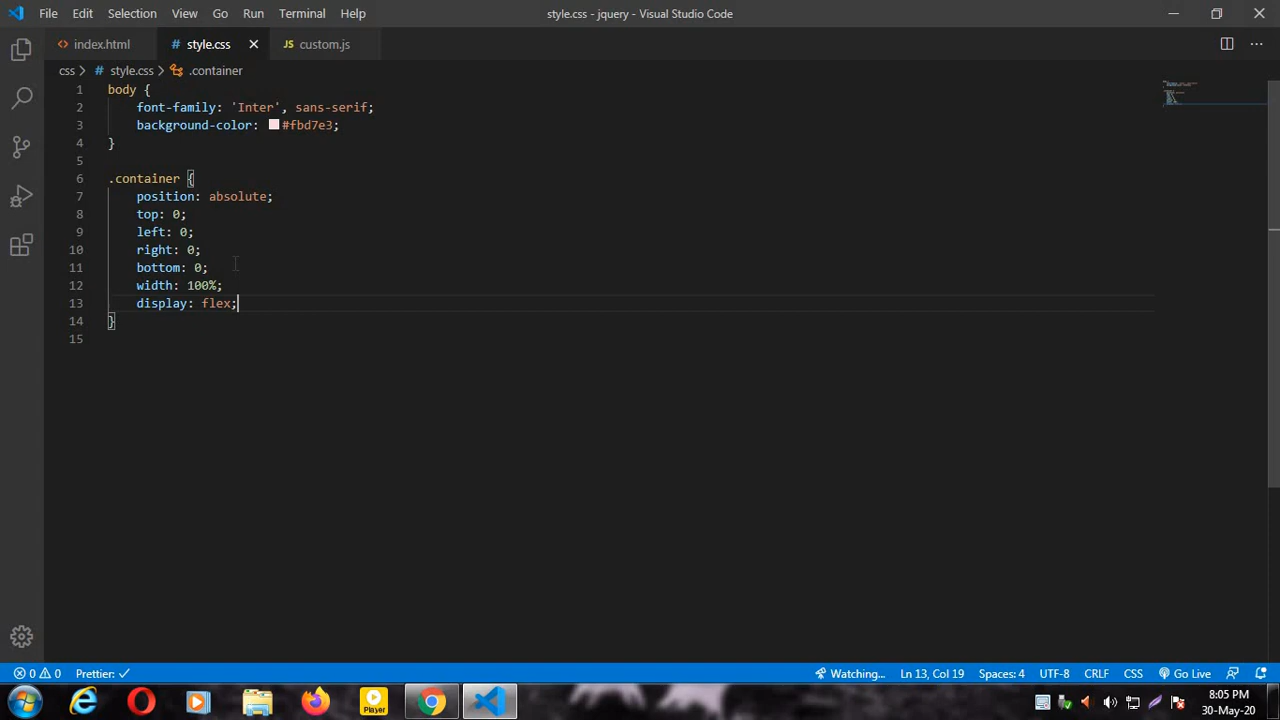 File Edit Selection View Go Run Terminal Help style.css - jquery - Visual Studio Code
index.html style.css custom.js
css > style.css > .container
1 body {
2 font-family: 'Inter', sans-serif;
3 background-color: #fbd7e3;
4 }
5
6 .container {
7 position: absolute;
8 top: 0;
9 left: 0;
10 right: 0;
11 bottom: 0;
12 width: 100%;
13 display: flex;
14 }
15
0 0 Prettier: ✓ Watching... Ln 13, Col 19 Spaces: 4 UTF-8 CRLF CSS Go Live
Player
8:05 PM
30-May-20